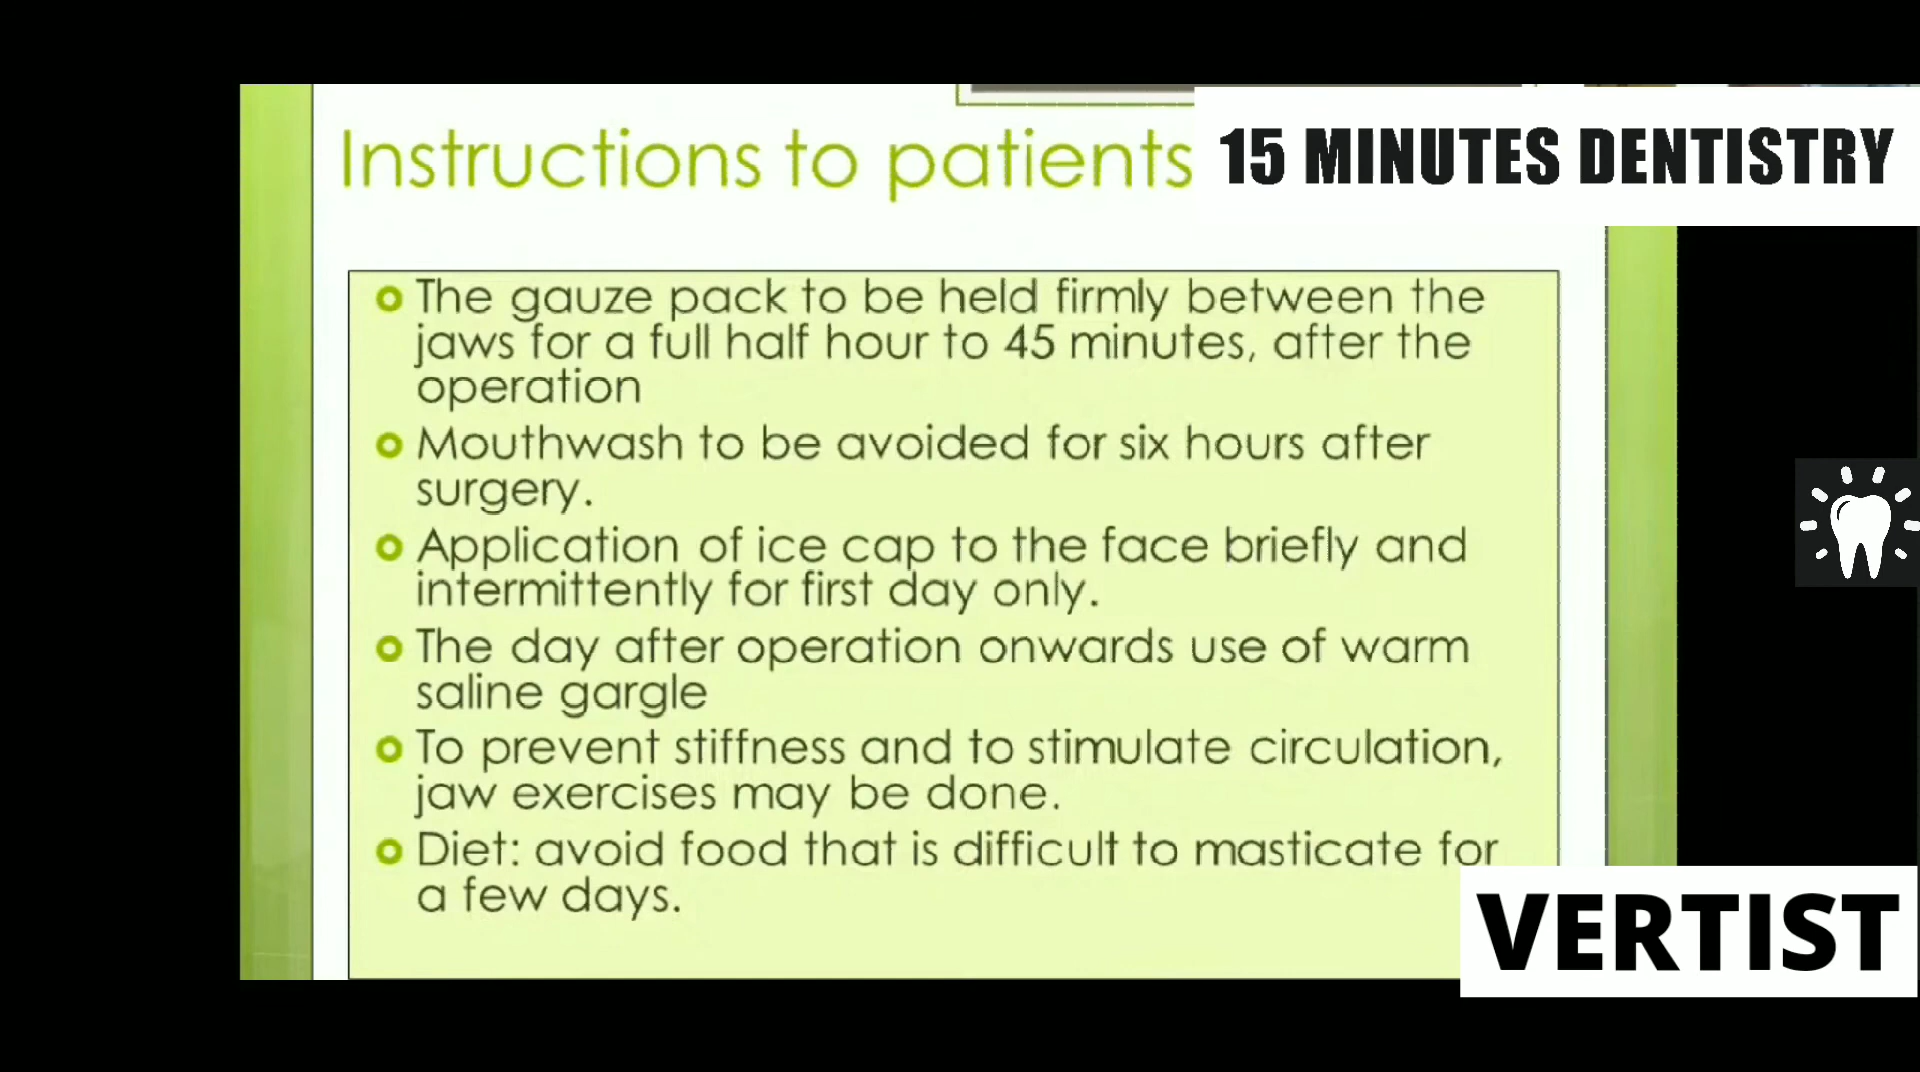 Instructions to patients
15 MINUTES DENTISTRY
The gauze pack to be held firmly between the
jaws for a full half hour to 45 minutes, after the
operation
Mouthwash to be avoided for six hours after
surgery.
Application of ice cap to the face briefly and
intermittently for first day only.
The day after operation onwards use of warm
saline gargle
To prevent stiffness and to stimulate circulation,
jaw exercises may be done.
Diet: avoid food that is difficult to masticate for
a few days.
VERTIST